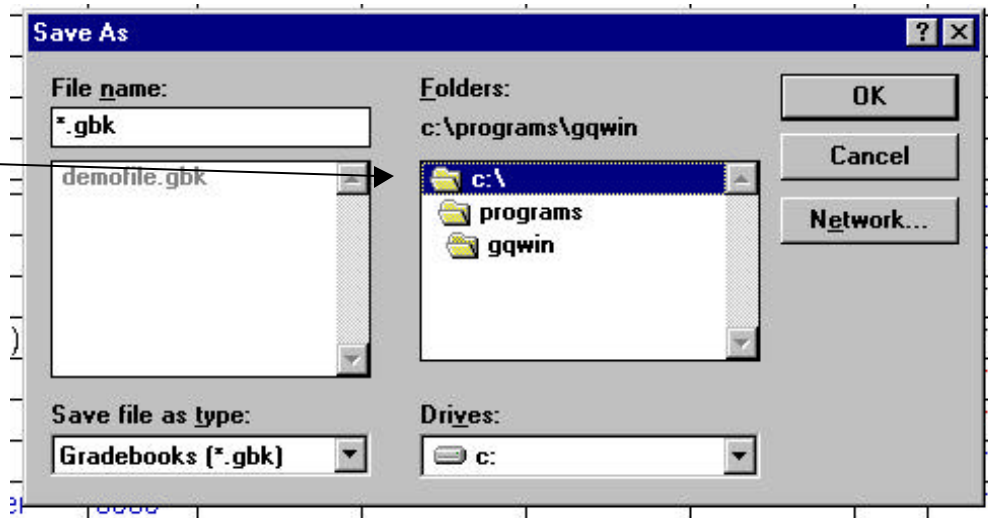 Save As
File name:
*.gbk
demofile.gbk
Save file as type:
Gradebooks (*.gbk)
Folders:
c:\programs\gqwin
c:\
programs
gqwin
Drives:
c:
OK
Cancel
Network...
)